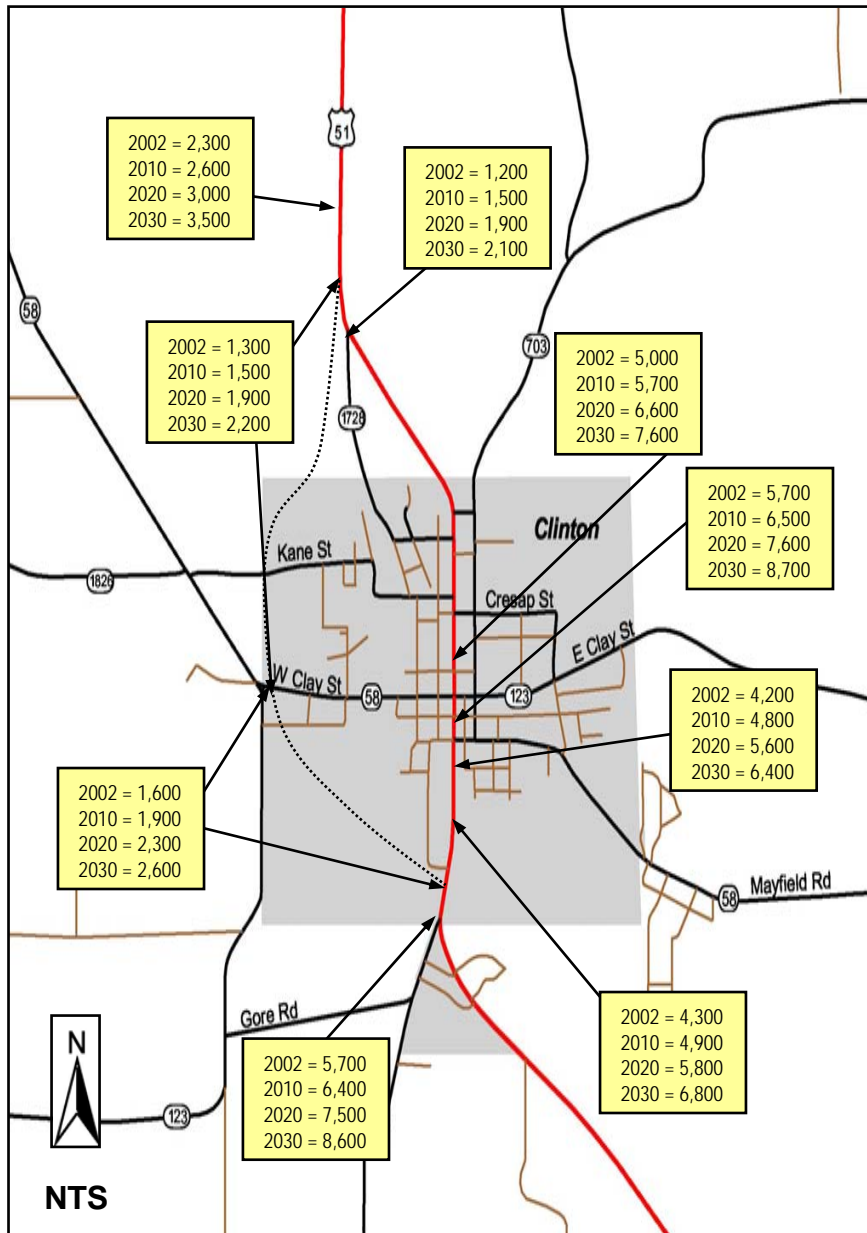 51
2002 = 2,300
2010 = 2,600
2020 = 3,000
2030 = 3,500
2002 = 1,200
2010 = 1,500
2020 = 1,900
2030 = 2,100
58
703
2002 = 1,300
2010 = 1,500
2020 = 1,900
2030 = 2,200
2002 = 5,000
2010 = 5,700
2020 = 6,600
2030 = 7,600
1728
2002 = 5,700
2010 = 6,500
2020 = 7,600
2030 = 8,700
Clinton
Kane St
1826
Cresap St
E Clay St
W Clay St
58
123
2002 = 4,200
2010 = 4,800
2020 = 5,600
2030 = 6,400
2002 = 1,600
2010 = 1,900
2020 = 2,300
2030 = 2,600
Mayfield Rd
58
Gore Rd
2002 = 4,300
2010 = 4,900
2020 = 5,800
2030 = 6,800
2002 = 5,700
2010 = 6,400
2020 = 7,500
2030 = 8,600
N
123
NTS